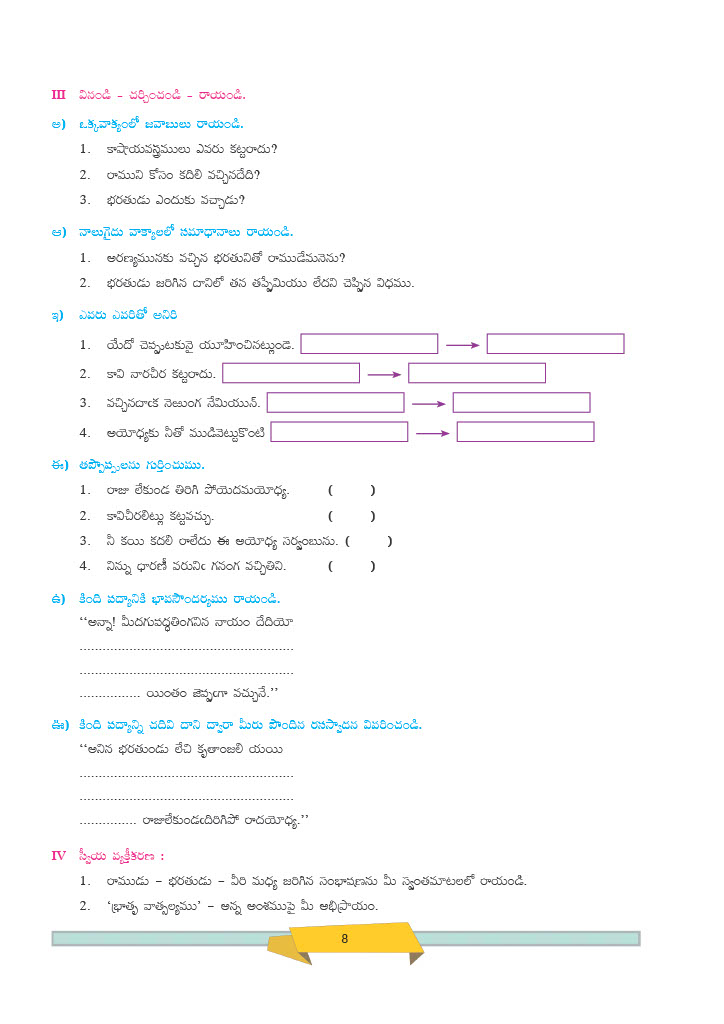 III వినండి – చర్చించండి – రాయండి.
అ) ఒక్కవాక్యంలో జవాబులు రాయండి.
1. కాషాయవస్త్రములు ఎవరు కట్టరాదు?
2. రాముని కోసం కదిలి వచ్చినదేది?
3. భరతుడు ఎందుకు వచ్చాడు?
ఆ) నాలుగైదు వాక్యాలలో సమాధానాలు రాయండి.
1. అరణ్యమునకు వచ్చిన భరతునితో రాముడేమనెను?
2. భరతుడు జరిగిన దానిలో తన తప్పేమియు లేదని చెప్పిన విధము.
ఇ) ఎవరు ఎవరితో అనిరి
1. యేదో చెప్పుటకునై యూహించినట్లుండె.
2. కావి నారచీర కట్టరాదు.
3. వచ్చినదాఁక నెఱుంగ నేమియున్.
4. అయోధ్యకు నీతో ముడివెట్టుకొంటి
ఈ) తప్పొప్పులను గుర్తించుము.
1. రాజు లేకుండ తిరిగి పోయెదమయోధ్య. ( )
2. కావిచీరలిట్లు కట్టవచ్చు. ( )
3. నీ కయి కదలి రాలేదు ఈ అయోధ్య సర్వంబును. ( )
4. నిన్ను ధారణీ వరునిఁ గనంగ వచ్చితిని. ( )
ఉ) కింది పద్యానికి భావసౌందర్యము రాయండి.
‘‘అన్నా! మీదగువద్ధతింగనిన నాయం దేదియో
........................................................
........................................................
................ యింతం జెప్పఁగా వచ్చునే.’’
ఊ) కింది పద్యాన్ని చదివి దాని ద్వారా మీరు పొందిన రసాస్వాదన వివరించండి.
‘‘అనిన భరతుండు లేచి కృతాంజలి యయి
........................................................
........................................................
............... రాజులేకుండఁదిరిగిపో రాదయోధ్య.’’
IV స్వీయ వ్యక్తీకరణ :
1. రాముడు – భరతుడు – వీరి మధ్య జరిగిన సంభాషణను మీ స్వంతమాటలలో రాయండి.
2. ‘భ్రాతృ వాత్సల్యము’ – అన్న అంశముపై మీ అభిప్రాయం.
8